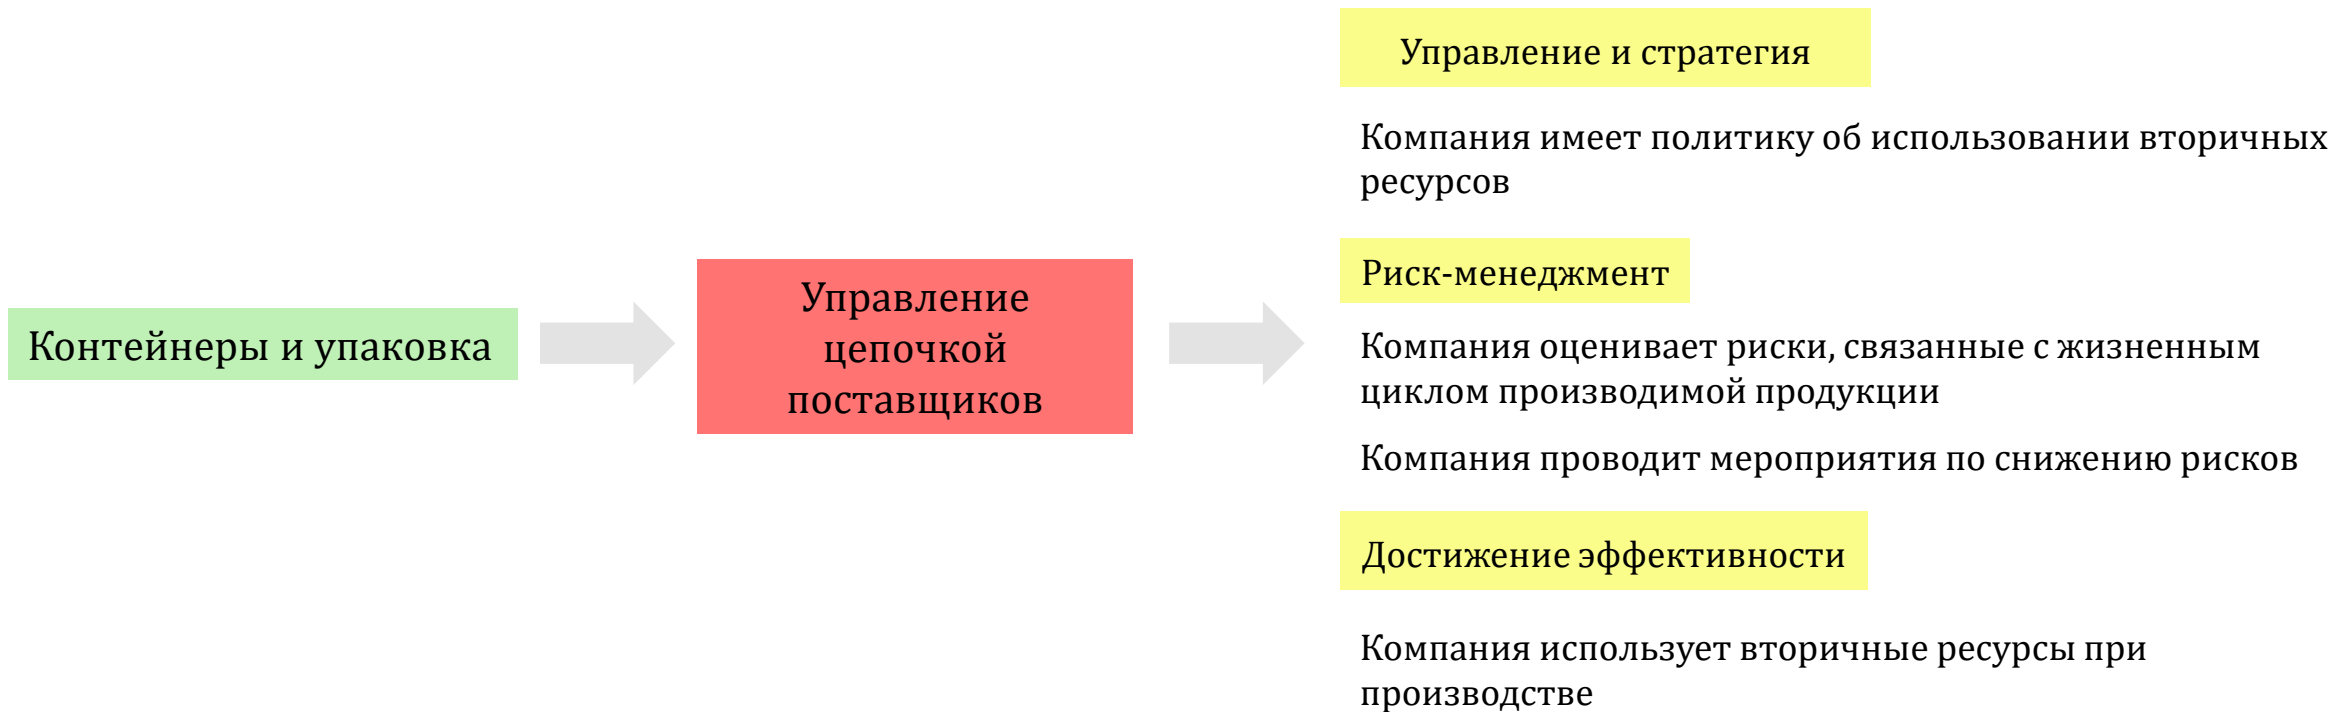 Контейнеры и упаковка
Управление
цепочкой
поставщиков
Управление и стратегия
Компания имеет политику об использовании вторичных
ресурсов
Риск-менеджмент
Компания оценивает риски, связанные с жизненным
циклом производимой продукции
Компания проводит мероприятия по снижению рисков
Достижение эффективности
Компания использует вторичные ресурсы при
производстве